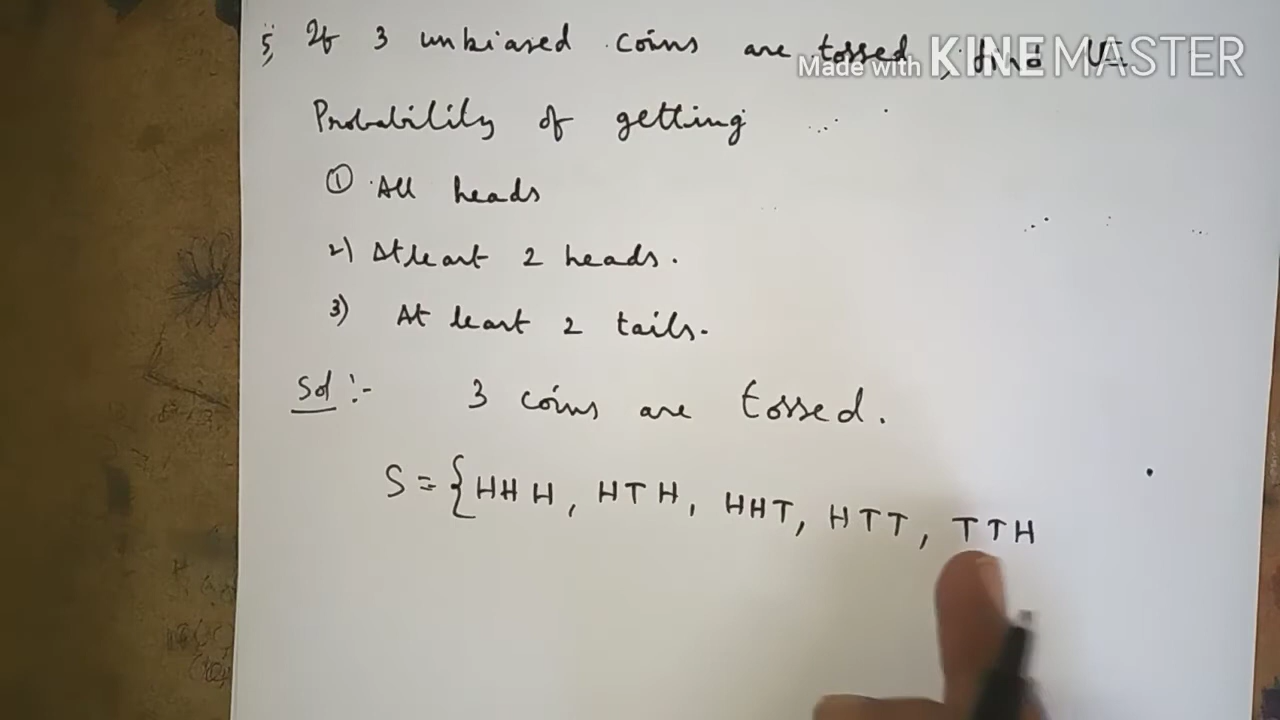 5, If 3 unbiased coins are tossed, find
Made with KINEMASTER
Probability of getting
① All heads
2) Atleast 2 heads.
3) At least 2 tails.
Sol :- 3 coins are tossed.
S = {HHH, HTH, HHT, HTT, TTH